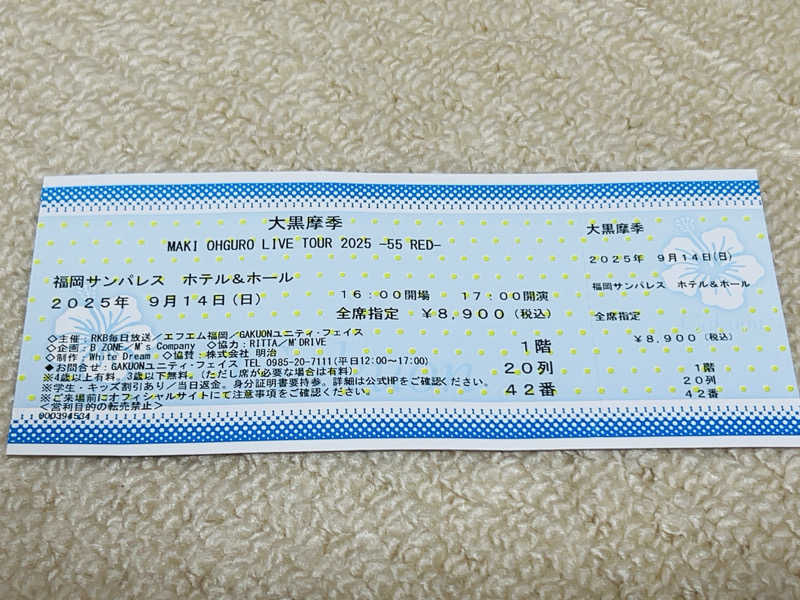 大黒摩季
MAKI OHGURO LIVE TOUR 2025 -55 RED-
福岡サンパレス ホテル&ホール
2025年 9月14日(日) 16:00開場 17:00開演
全席指定 ¥8,900(税込)
◇主催:RKB毎日放送/エフエム福岡/GAKUONユニティ・フェイス
◇企画:B ZONE/M's Company ◇協力:RIITA/M'DRIVE
◇制作:White Dream ◇協賛:株式会社 明治
◆お問合せ:GAKUONユニティ・フェイス TEL 0985-20-7111(平日12:00~17:00)
※4歳以上有料、3歳以下無料。(ただし席が必要な場合は有料)
※学生・キッズ割引あり/当日返金。身分証明書要持参。詳細は公式HPをご確認ください。
※ご来場前にオフィシャルサイトにて注意事項をご確認ください。
<営利目的の転売禁止>
000394534
1階
20列
42番
大黒摩季
2025年 9月14日(日)
福岡サンパレス ホテル&ホール
全席指定
¥8,900(税込)
1階
20列
42番